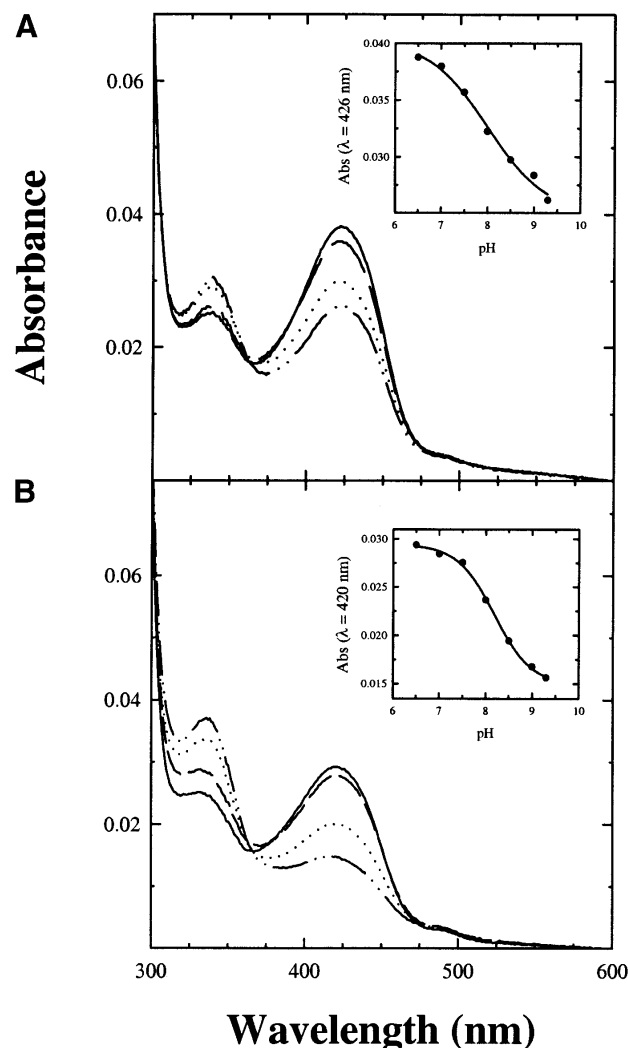 A
Absorbance
0.06
0.04
0.02
Abs (λ = 426 nm)
0.040
0.035
0.030
6 7 8 9 10
pH
B
0.06
0.04
0.02
Abs (λ = 420 nm)
0.030
0.025
0.020
0.015
6 7 8 9 10
pH
300 400 500 600
Wavelength (nm)